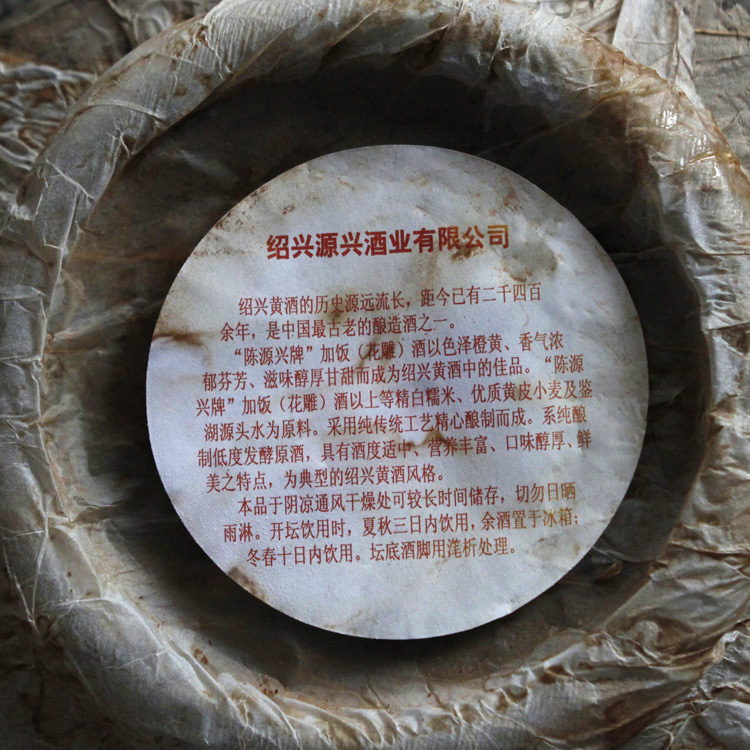 绍兴源兴酒业有限公司
绍兴黄酒的历史源远流长，距今已有二千四百
余年，是中国最古老的酿造酒之一。
“陈源兴牌”加饭（花雕）酒以色泽橙黄、香气浓
郁芬芳、滋味醇厚甘甜而成为绍兴黄酒中的佳品。“陈源
兴牌”加饭（花雕）酒以上等精白糯米、优质黄皮小麦及鉴
湖源头水为原料。采用纯传统工艺精心酿制而成。系纯酿
制低度发酵原酒，具有酒度适中、营养丰富、口味醇厚、鲜
美之特点，为典型的绍兴黄酒风格。
本品于阴凉通风干燥处可较长时间储存，切勿日晒
雨淋。开坛饮用时，夏秋三日内饮用，余酒置于冰箱；
冬春十日内饮用。坛底酒脚用滗析处理。